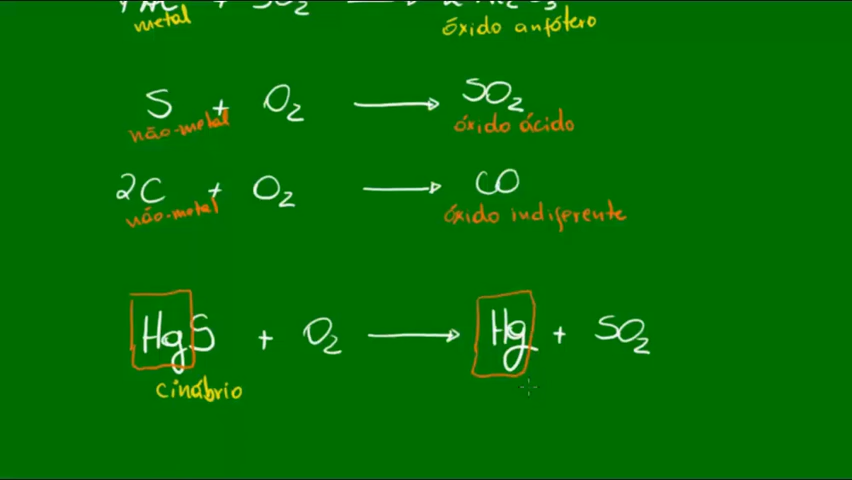 metal óxido anfótero
S + O₂ → SO₂
não-metal óxido ácido
2C + O₂ → CO
não-metal óxido indiferente
HgS + O₂ → Hg + SO₂
cinábrio